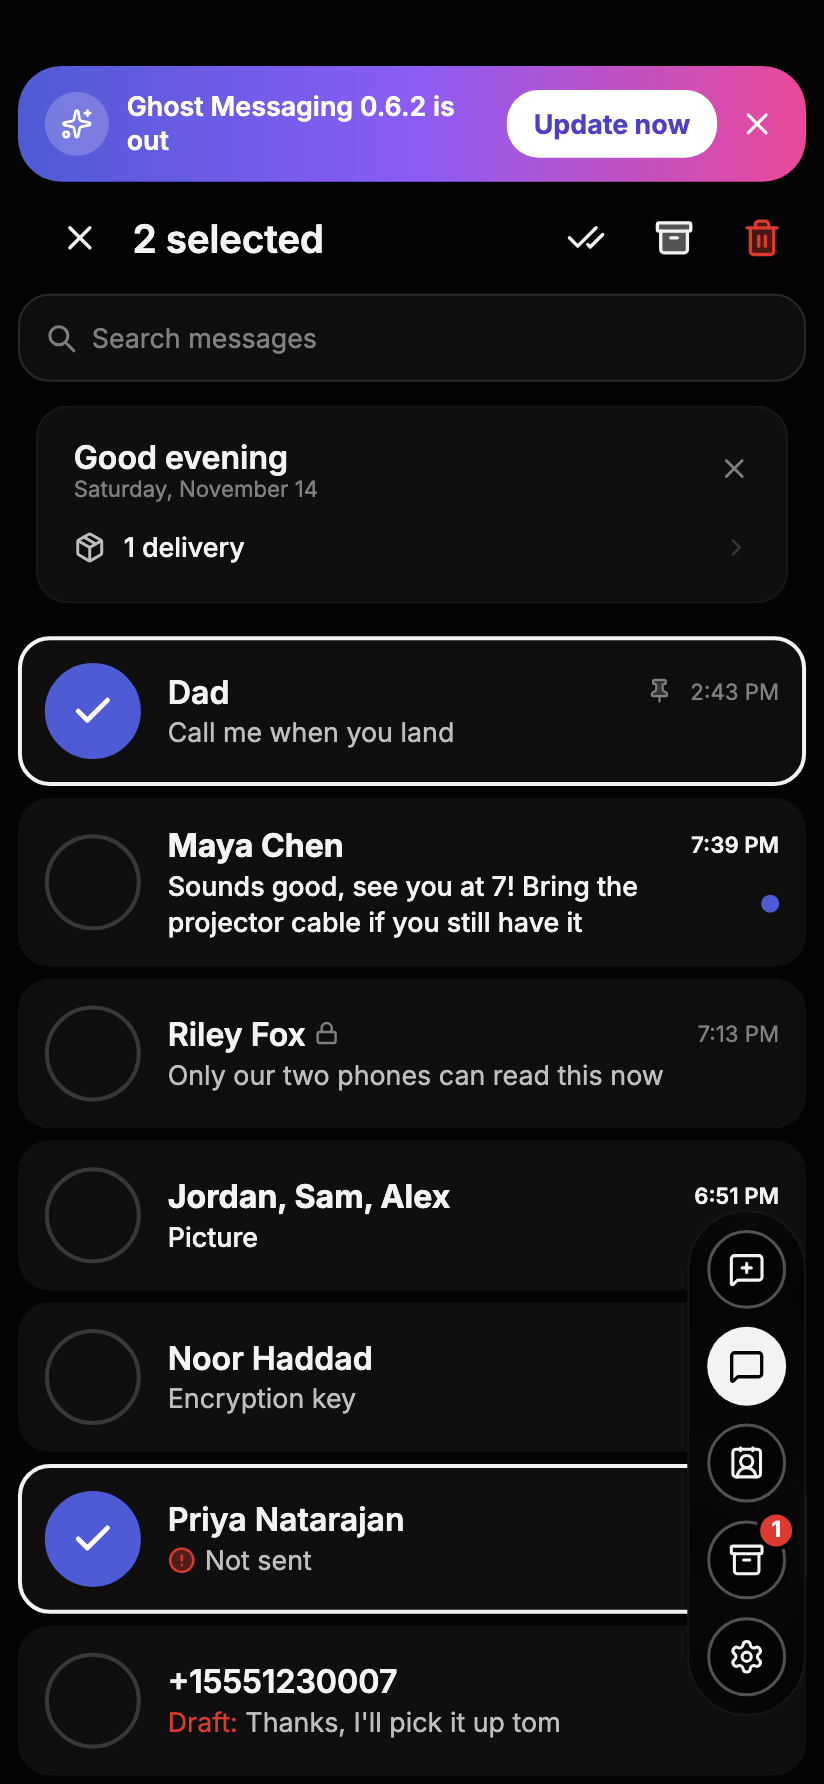 Ghost Messaging 0.6.2 is
out
Update now
2 selected
Search messages
Good evening
Saturday, November 14
1 delivery
Dad
2:43 PM
Call me when you land
Maya Chen
7:39 PM
Sounds good, see you at 7! Bring the
projector cable if you still have it
Riley Fox
7:13 PM
Only our two phones can read this now
Jordan, Sam, Alex
6:51 PM
Picture
Noor Haddad
Encryption key
Priya Natarajan
Not sent
1
+15551230007
Draft: Thanks, I'll pick it up tom